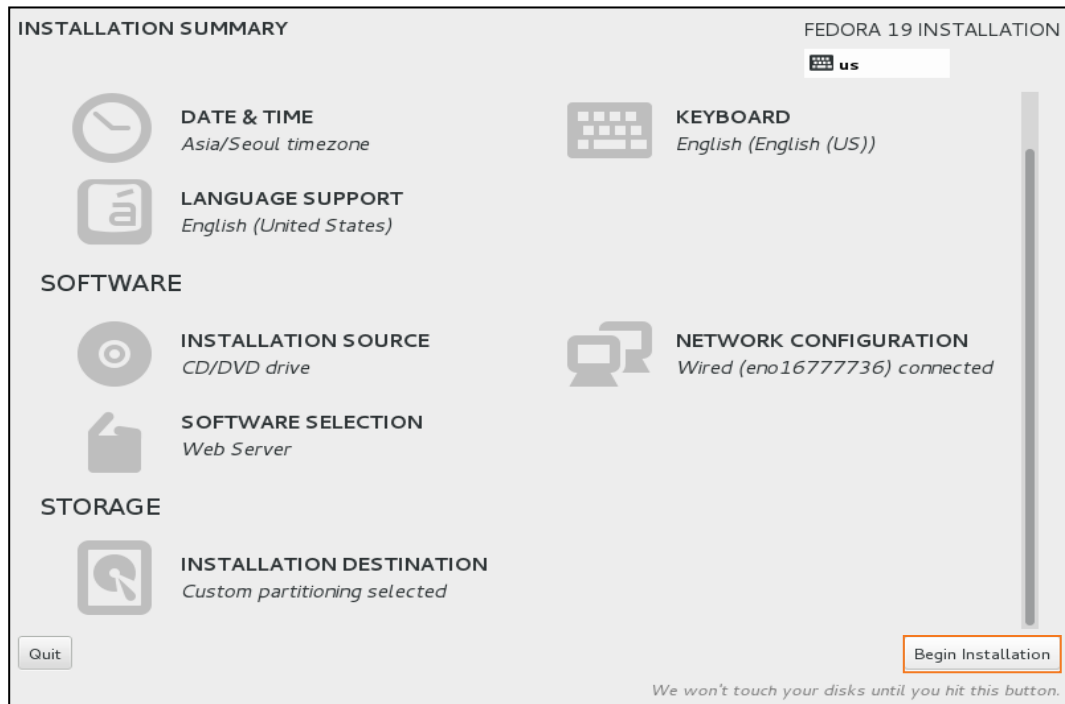 INSTALLATION SUMMARY
FEDORA 19 INSTALLATION
us
DATE & TIME
Asia/Seoul timezone
KEYBOARD
English (English (US))
á
LANGUAGE SUPPORT
English (United States)
SOFTWARE
INSTALLATION SOURCE
CD/DVD drive
NETWORK CONFIGURATION
Wired (eno16777736) connected
SOFTWARE SELECTION
Web Server
STORAGE
INSTALLATION DESTINATION
Custom partitioning selected
Quit
Begin Installation
We won't touch your disks until you hit this button.